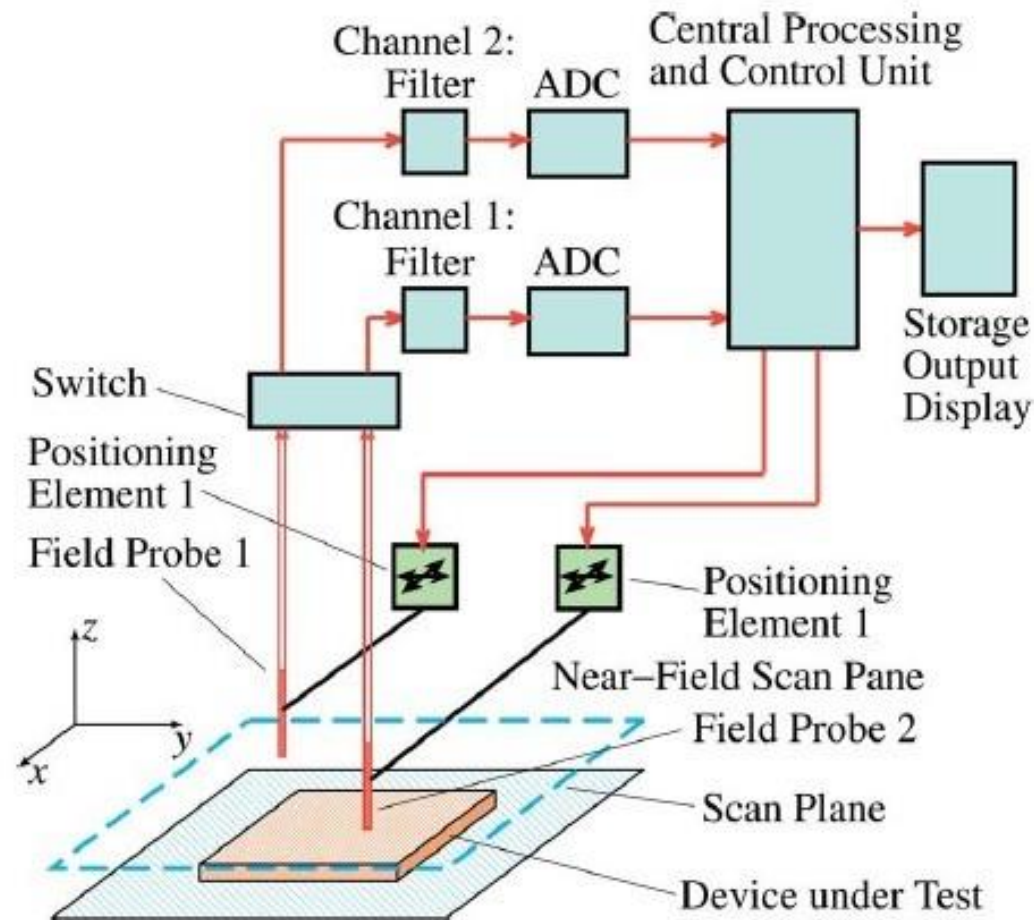 Channel 2:
Filter
ADC
Central Processing
and Control Unit
Channel 1:
Filter
ADC
Storage
Output
Display
Switch
Positioning
Element 1
Field Probe 1
Positioning
Element 1
z
y
x
Near–Field Scan Pane
Field Probe 2
Scan Plane
Device under Test